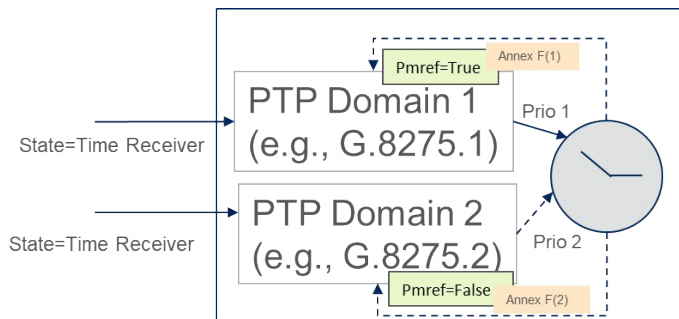 Annex F(1)
Pmref=True
PTP Domain 1
(e.g., G.8275.1)
Prio 1
State=Time Receiver
PTP Domain 2
(e.g., G.8275.2)
Prio 2
State=Time Receiver
Pmref=False
Annex F(2)